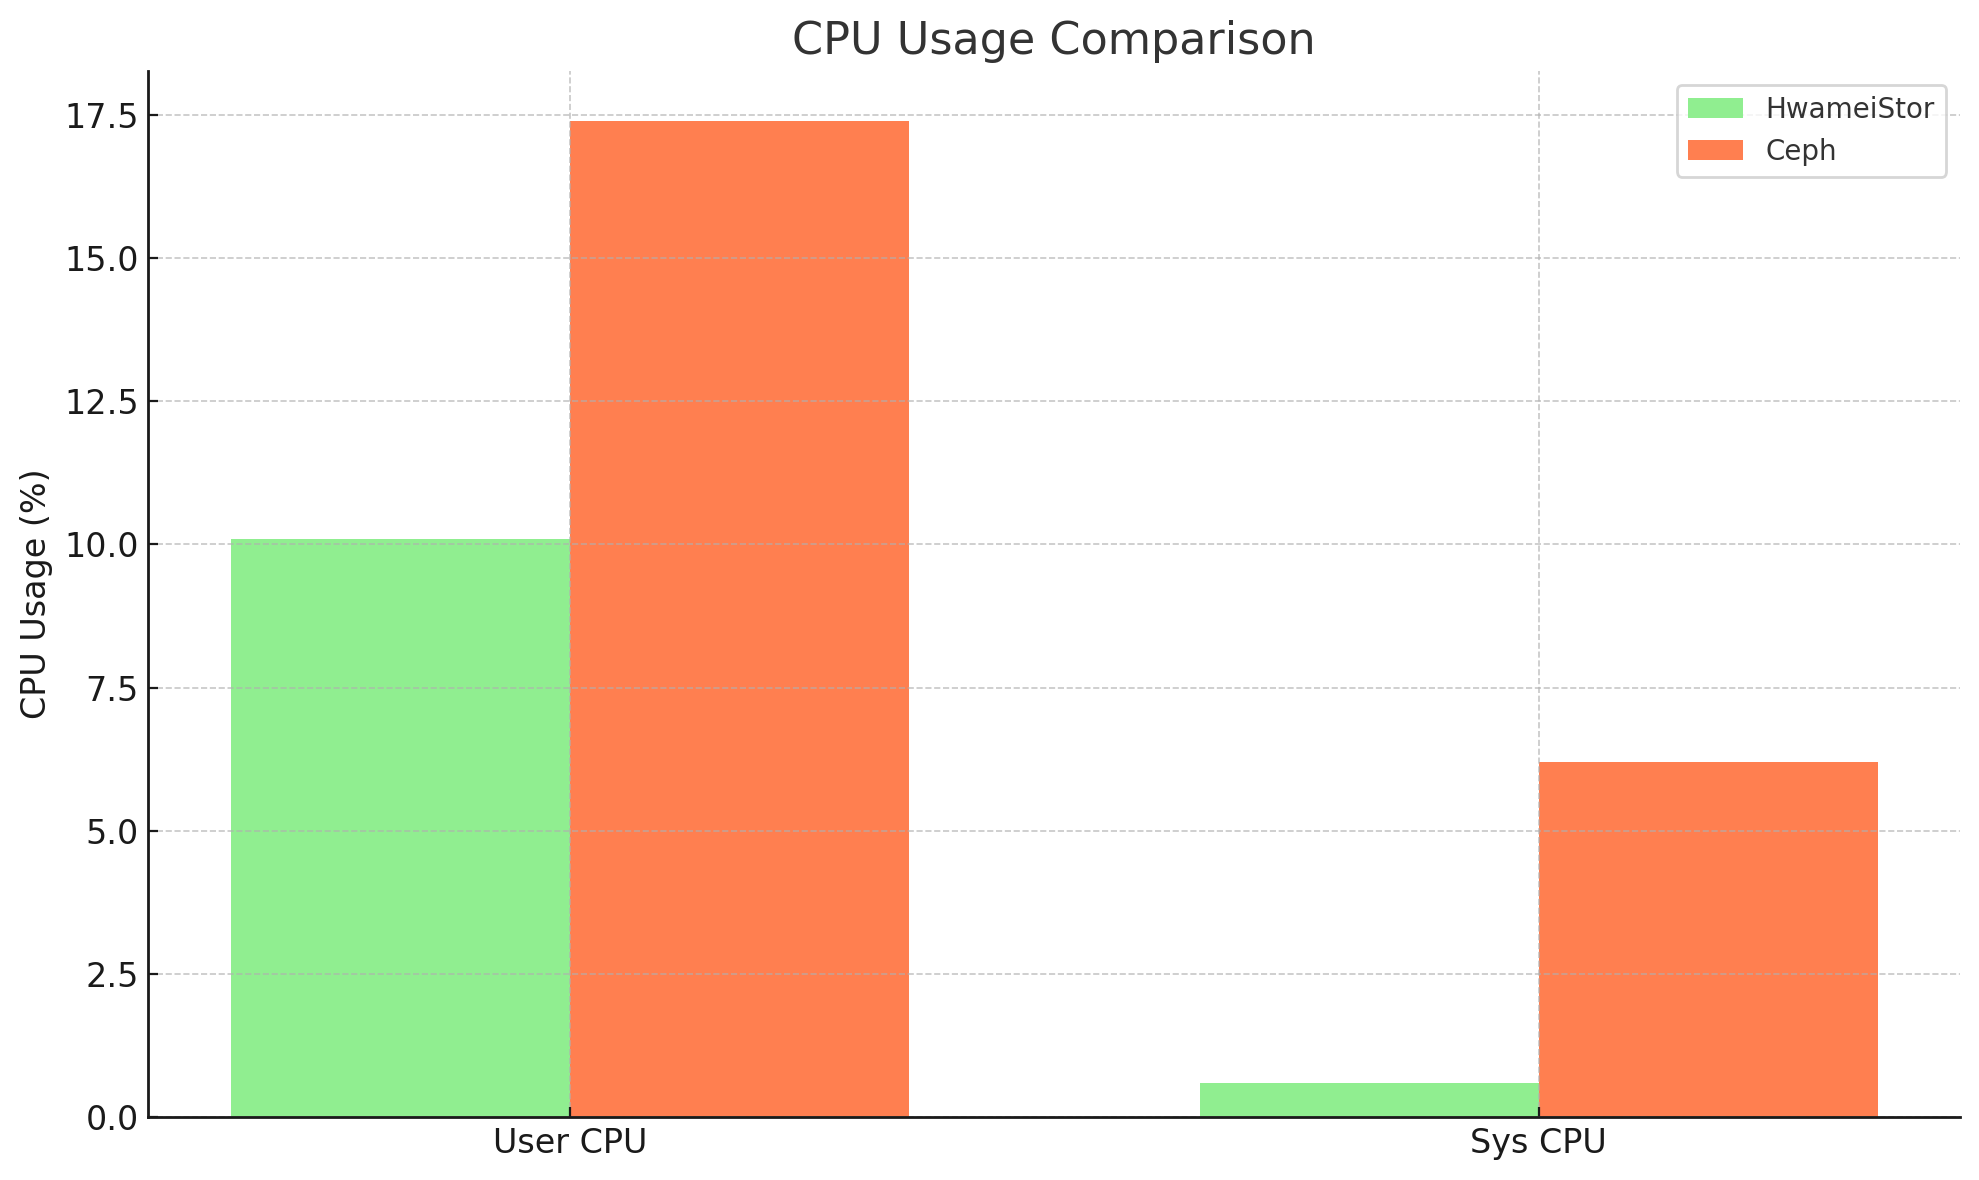 CPU Usage Comparison
HwameiStor
Ceph
CPU Usage (%)
17.5
15.0
12.5
10.0
7.5
5.0
2.5
0.0
User CPU
Sys CPU